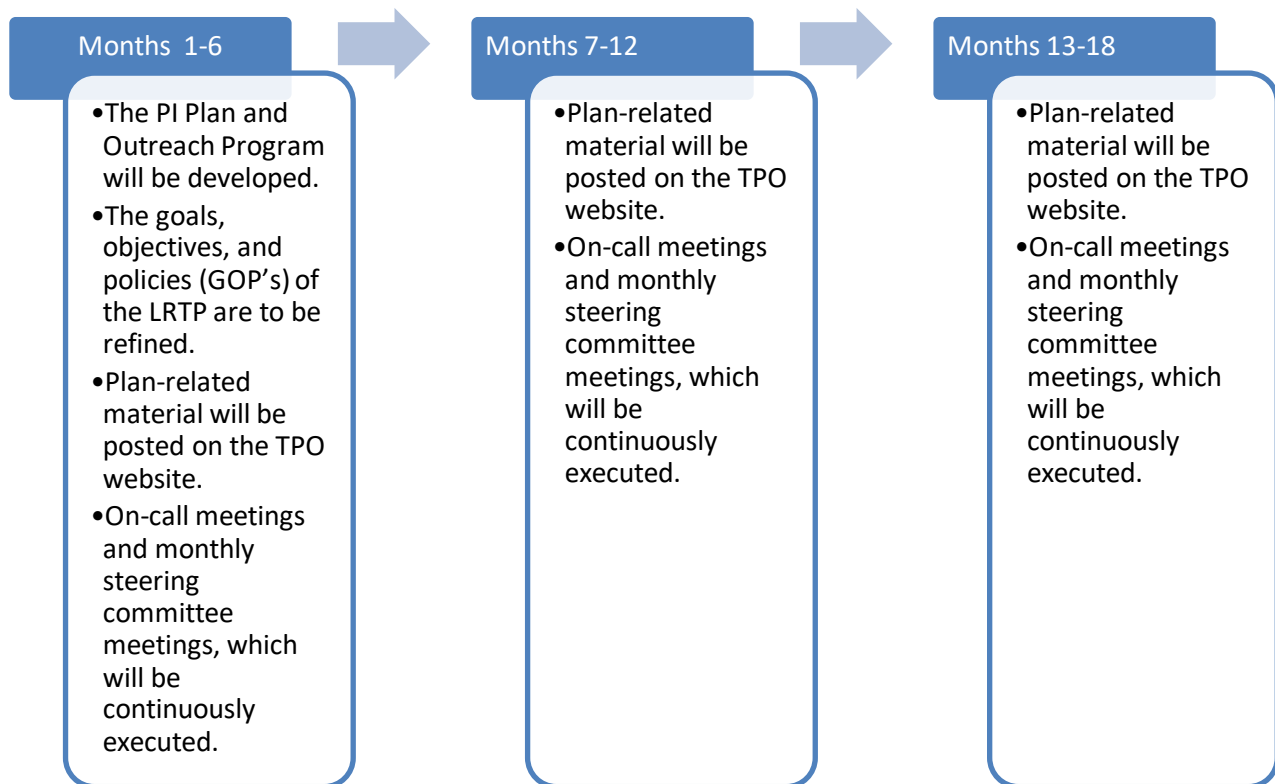 Months  1-6
•The PI Plan and
Outreach Program
will be developed.
•The goals,
objectives, and
policies (GOP’s) of
the LRTP are to be
refined.
•Plan-related
material will be
posted on the TPO
website.
•On-call meetings
and monthly
steering
committee
meetings, which
will be
continuously
executed.
Months 7-12
•Plan-related
material will be
posted on the TPO
website.
•On-call meetings
and monthly
steering
committee
meetings, which
will be
continuously
executed.
Months 13-18
•Plan-related
material will be
posted on the TPO
website.
•On-call meetings
and monthly
steering
committee
meetings, which
will be
continuously
executed.